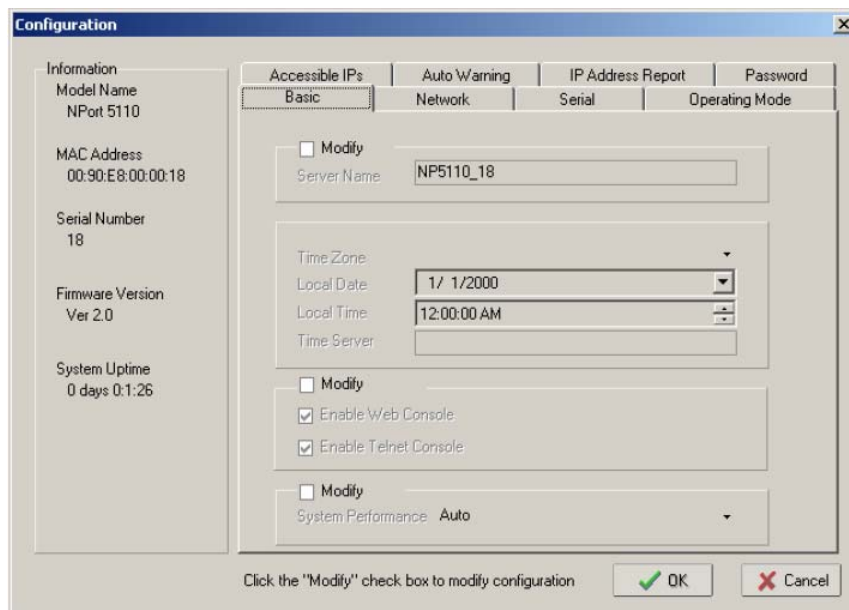 Configuration
Information
Model Name
NPort 5110
MAC Address
00:90:E8:00:00:18
Serial Number
18
Firmware Version
Ver 2.0
System Uptime
0 days 0:1:26
Accessible IPs
Auto Warning
IP Address Report
Password
Basic
Network
Serial
Operating Mode
Modify
Server Name
NP5110_18
Time Zone
Local Date
1/ 1/2000
Local Time
12:00:00 AM
Time Server
Modify
Enable Web Console
Enable Telnet Console
Modify
System Performance Auto
Click the "Modify" check box to modify configuration
OK
Cancel